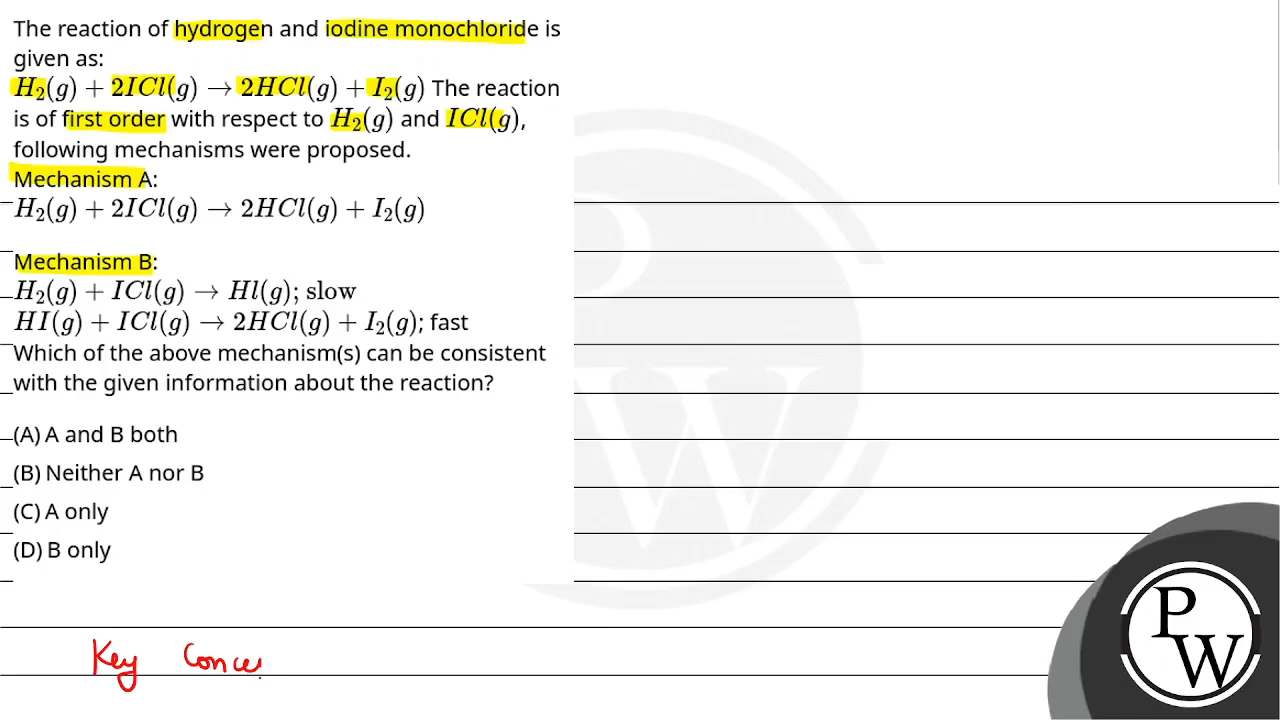 The reaction of hydrogen and iodine monochloride is
given as:
H₂(g) + 2ICl(g) → 2HCl(g) + I₂(g) The reaction
is of first order with respect to H₂(g) and ICl(g),
following mechanisms were proposed.
Mechanism A:
H₂(g) + 2ICl(g) → 2HCl(g) + I₂(g)
Mechanism B:
H₂(g) + ICl(g) → Hl(g); slow
HI(g) + ICl(g) → 2HCl(g) + I₂(g); fast
Which of the above mechanism(s) can be consistent
with the given information about the reaction?
(A) A and B both
(B) Neither A nor B
(C) A only
(D) B only
Key Conce
P
W